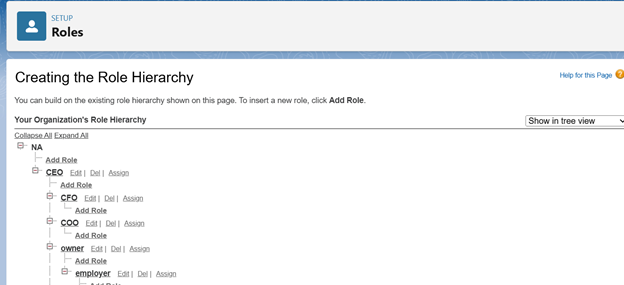 SETUP
Roles
Creating the Role Hierarchy
Help for this Page ?
You can build on the existing role hierarchy shown on this page. To insert a new role, click Add Role.
Your Organization's Role Hierarchy
Show in tree view
Collapse All Expand All
NA
Add Role
CEO Edit | Del | Assign
Add Role
CFO Edit | Del | Assign
Add Role
COO Edit | Del | Assign
Add Role
owner Edit | Del | Assign
Add Role
employer Edit | Del | Assign
Add Role